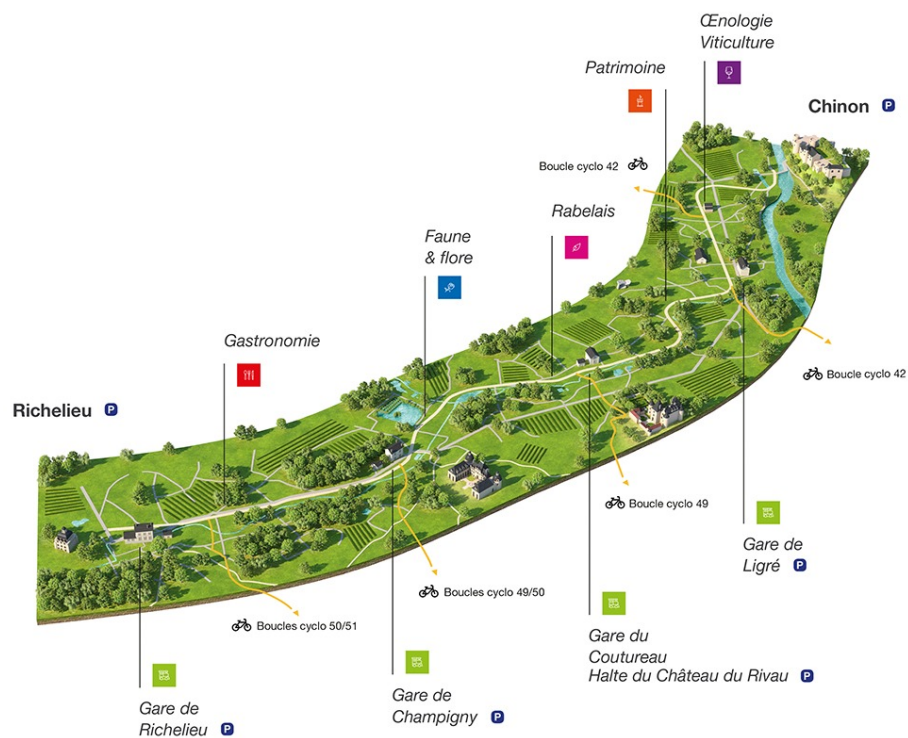 Œnologie
Viticulture
Patrimoine
Chinon P
Boucle cyclo 42
Rabelais
Faune
& flore
Gastronomie
Boucle cyclo 42
Richelieu P
Boucle cyclo 49
Gare de
Ligré P
Boucles cyclo 49/50
Boucles cyclo 50/51
Gare du
Coutureau
Halte du Château du Rivau P
Gare de
Champigny P
Gare de
Richelieu P